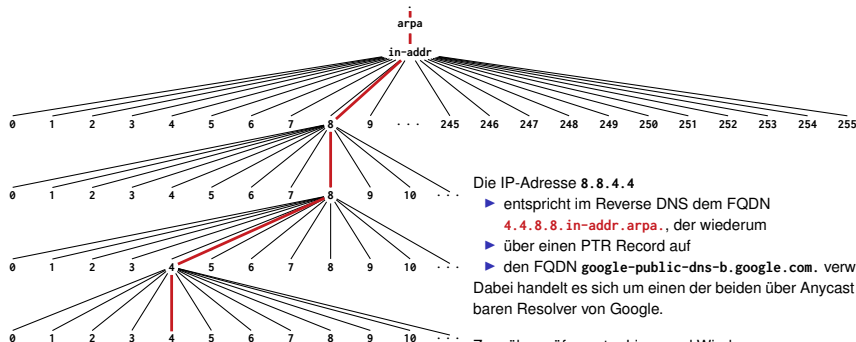 .
arpa
in-addr
0 1 2 3 4 5 6 7 8 9 ··· 245 246 247 248 249 250 251 252 253 254 255
0 1 2 3 4 5 6 7 8 9 10 ···
0 1 2 3 4 5 6 7 8 9 10 ···
0 1 2 3 4 5 6 7 8 9 10 ···
Die IP-Adresse 8.8.4.4
▶ entspricht im Reverse DNS dem FQDN
4.4.8.8.in-addr.arpa., der wiederum
▶ über einen PTR Record auf
▶ den FQDN google-public-dns-b.google.com. verw
Dabei handelt es sich um einen der beiden über Anycast
baren Resolver von Google.